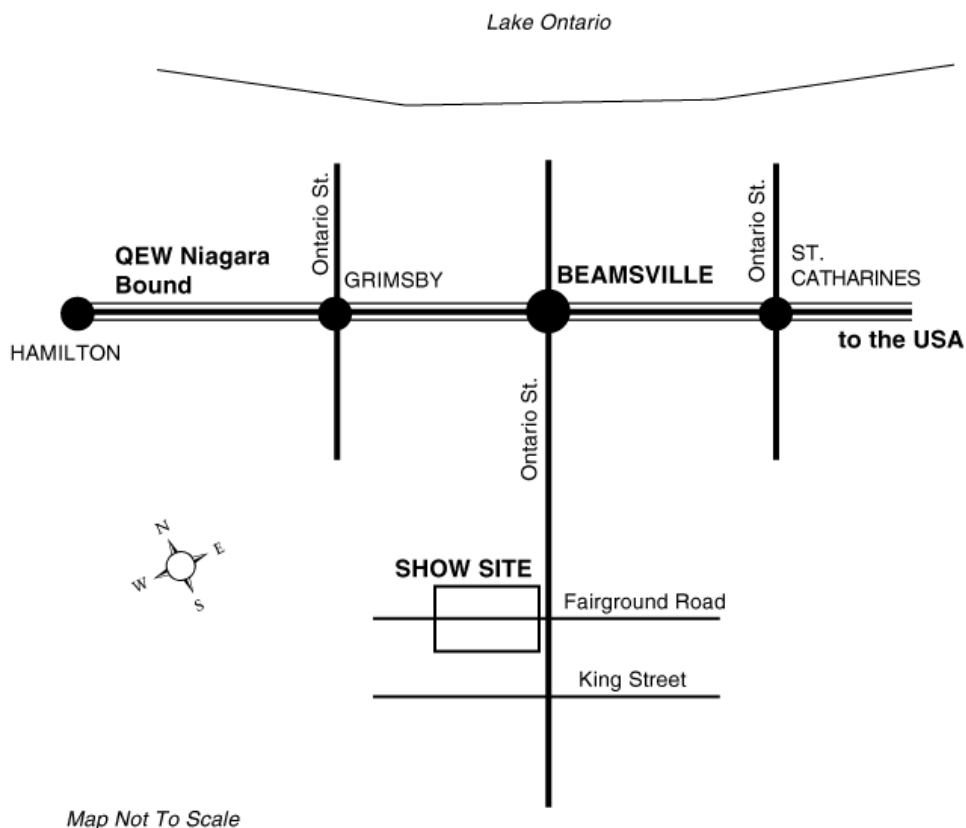 Lake Ontario
Ontario St.
Ontario St.
QEW Niagara
Bound
GRIMSBY
BEAMSVILLE
ST.
CATHARINES
HAMILTON
to the USA
Ontario St.
N
E
W
S
SHOW SITE
Fairground Road
King Street
Map Not To Scale